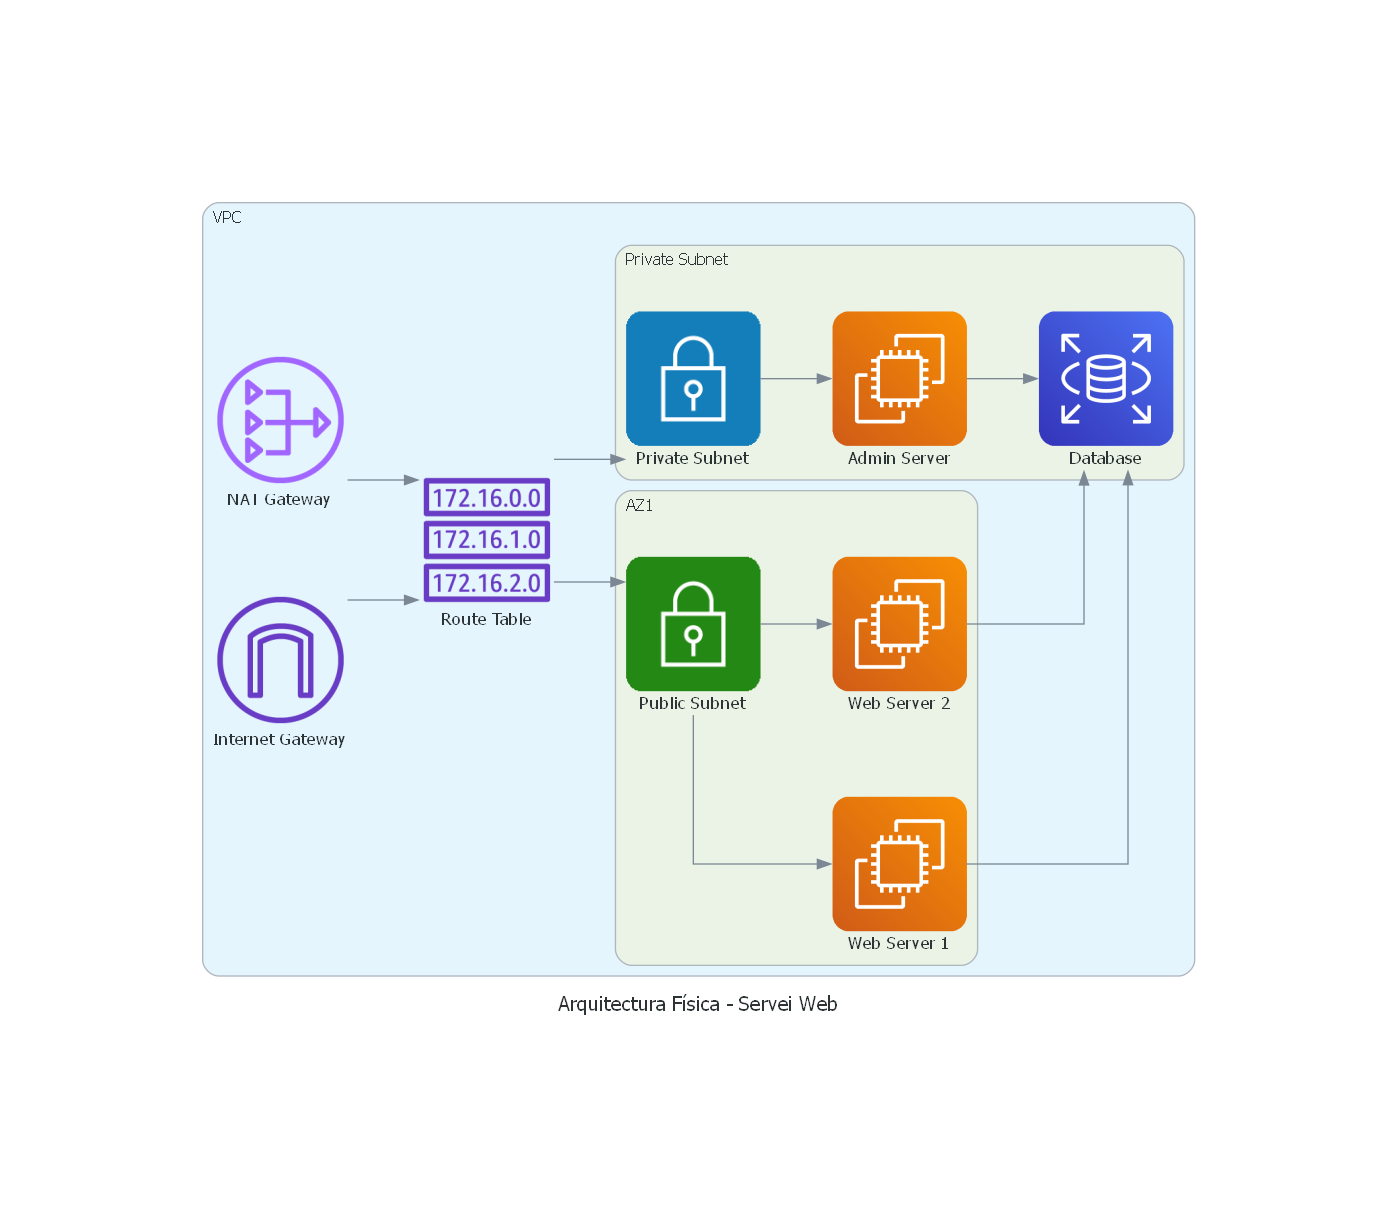 VPC
Private Subnet
Private Subnet
Admin Server
Database
NAT Gateway
172.16.0.0
172.16.1.0
172.16.2.0
Route Table
Internet Gateway
AZ1
Public Subnet
Web Server 2
Web Server 1
Arquitectura Física - Servei Web